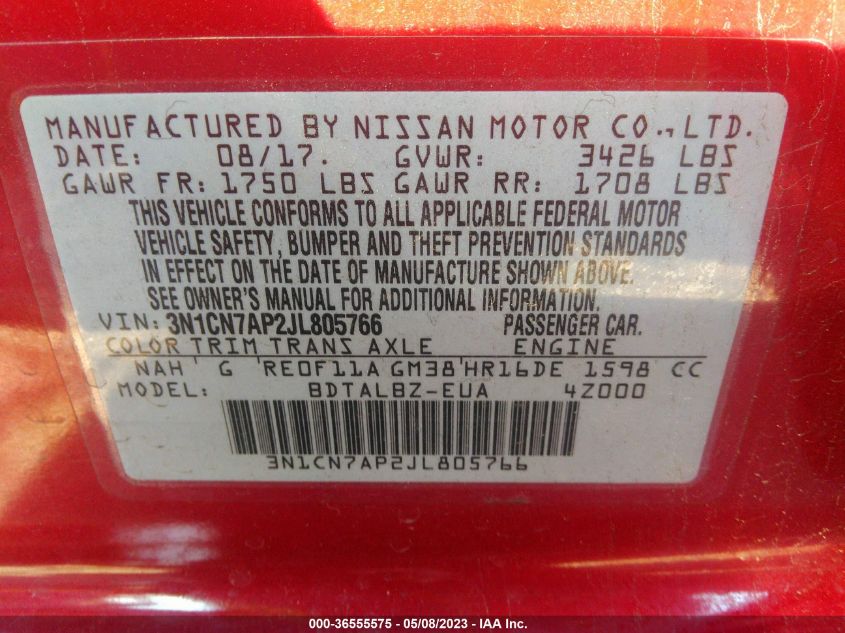 MANUFACTURED BY NISSAN MOTOR CO., LTD.
DATE: 08/17. GVWR: 3426 LBS
GAWR FR: 1750 LBS GAWR RR: 1708 LBS
THIS VEHICLE CONFORMS TO ALL APPLICABLE FEDERAL MOTOR
VEHICLE SAFETY, BUMPER AND THEFT PREVENTION STANDARDS
IN EFFECT ON THE DATE OF MANUFACTURE SHOWN ABOVE.
SEE OWNER'S MANUAL FOR ADDITIONAL INFORMATION.
VIN: 3N1CN7AP2JL805766 PASSENGER CAR.
COLOR TRIM TRANS AXLE ENGINE
NAH G RE0F11A GM38 HR16DE 1598 CC
MODEL: BDTALBZ-EUA 4Z000
3N1CN7AP2JL805766
000-36555575 - 05/08/2023 - IAA Inc.